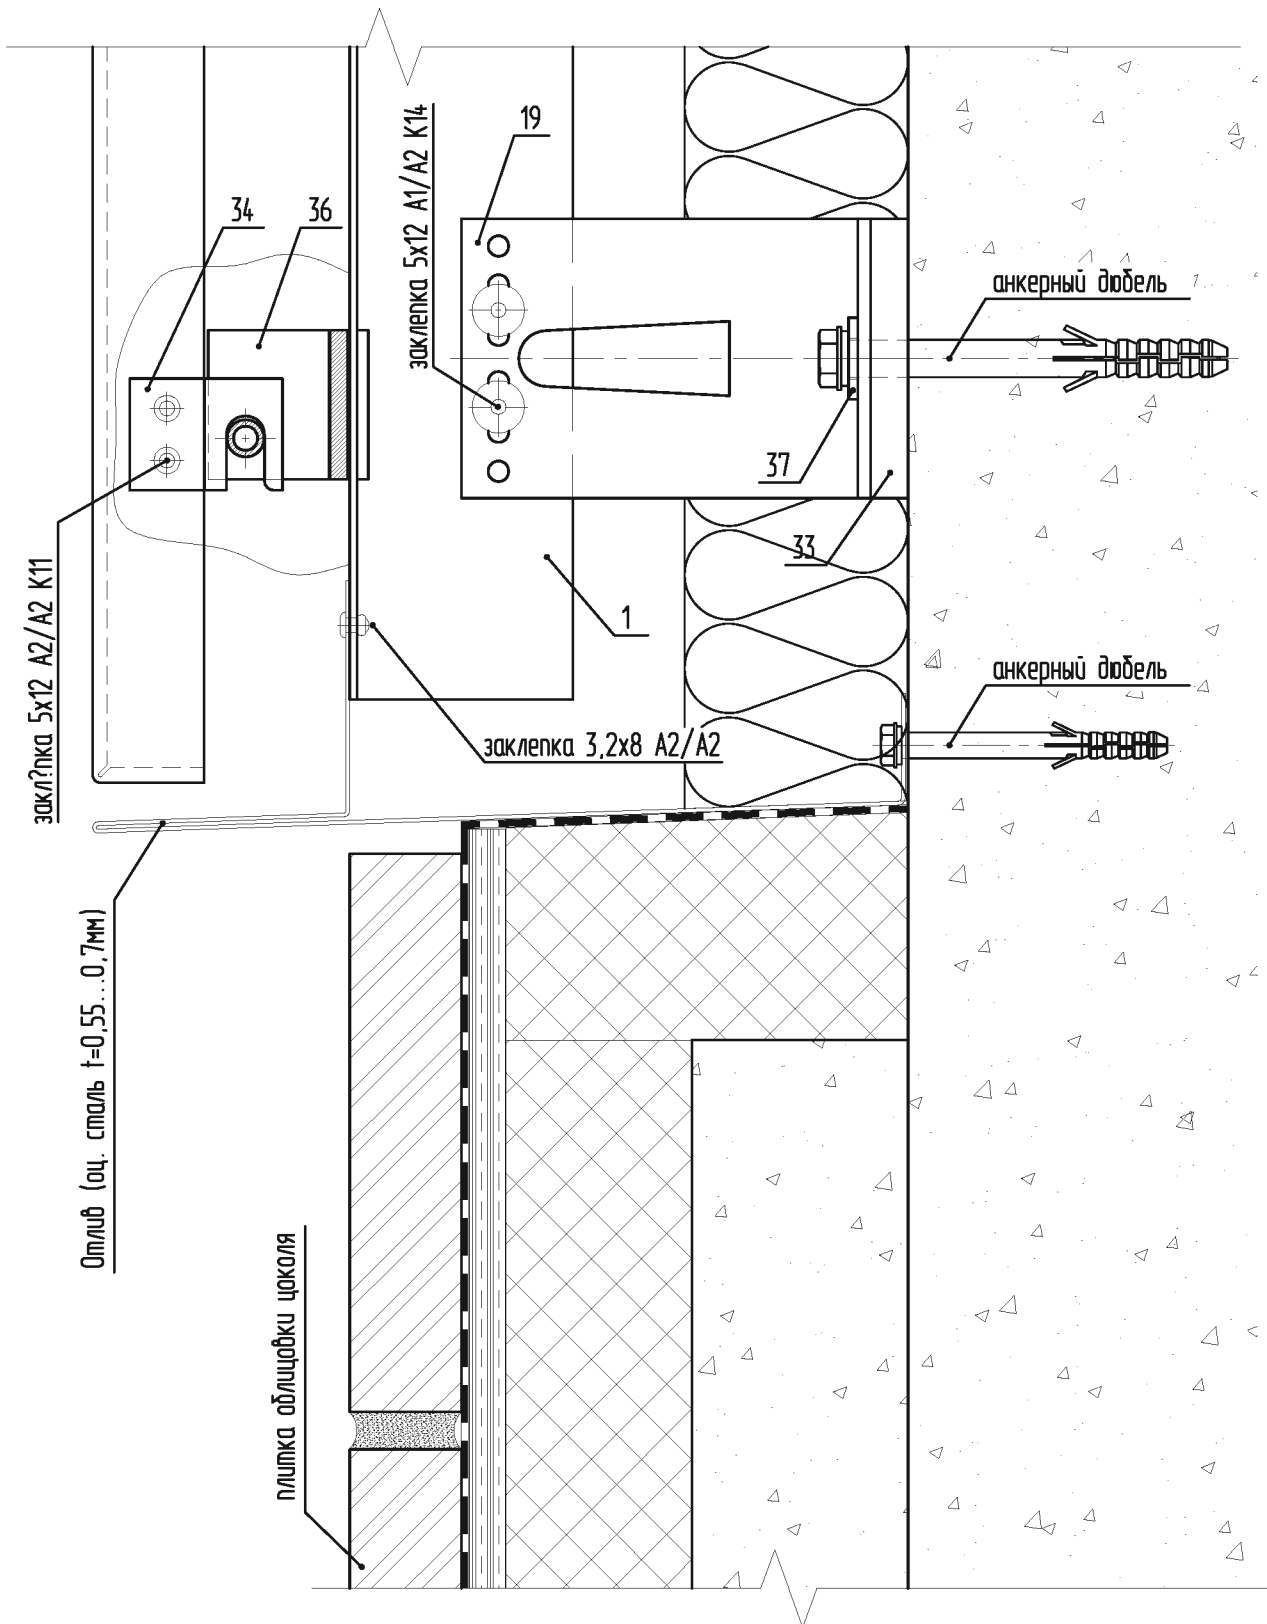 19
34
36
заклепка 5х12 А1/А2 К14
анкерный дюбель
37
33
закл?пка 5х12 А2/А2 К11
1
анкерный дюбель
заклепка 3,2х8 А2/А2
Отлив (оц. сталь t=0,55...0,7мм)
плитка облицовки цоколя